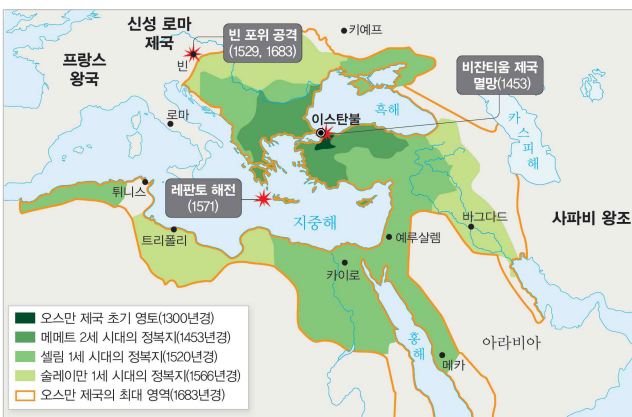 신성 로마
제국
빈 포위 공격
(1529, 1683)
키예프
프랑스
왕국
빈
비잔티움 제국
멸망(1453)
로마
이스탄불
흑해
카스피해
튀니스
레판토 해전
(1571)
지중해
바그다드
사파비 왕조
트리폴리
예루살렘
카이로
오스만 제국 초기 영토(1300년경)
메메트 2세 시대의 정복지(1453년경)
셀림 1세 시대의 정복지(1520년경)
술레이만 1세 시대의 정복지(1566년경)
오스만 제국의 최대 영역(1683년경)
홍해
아라비아
메카